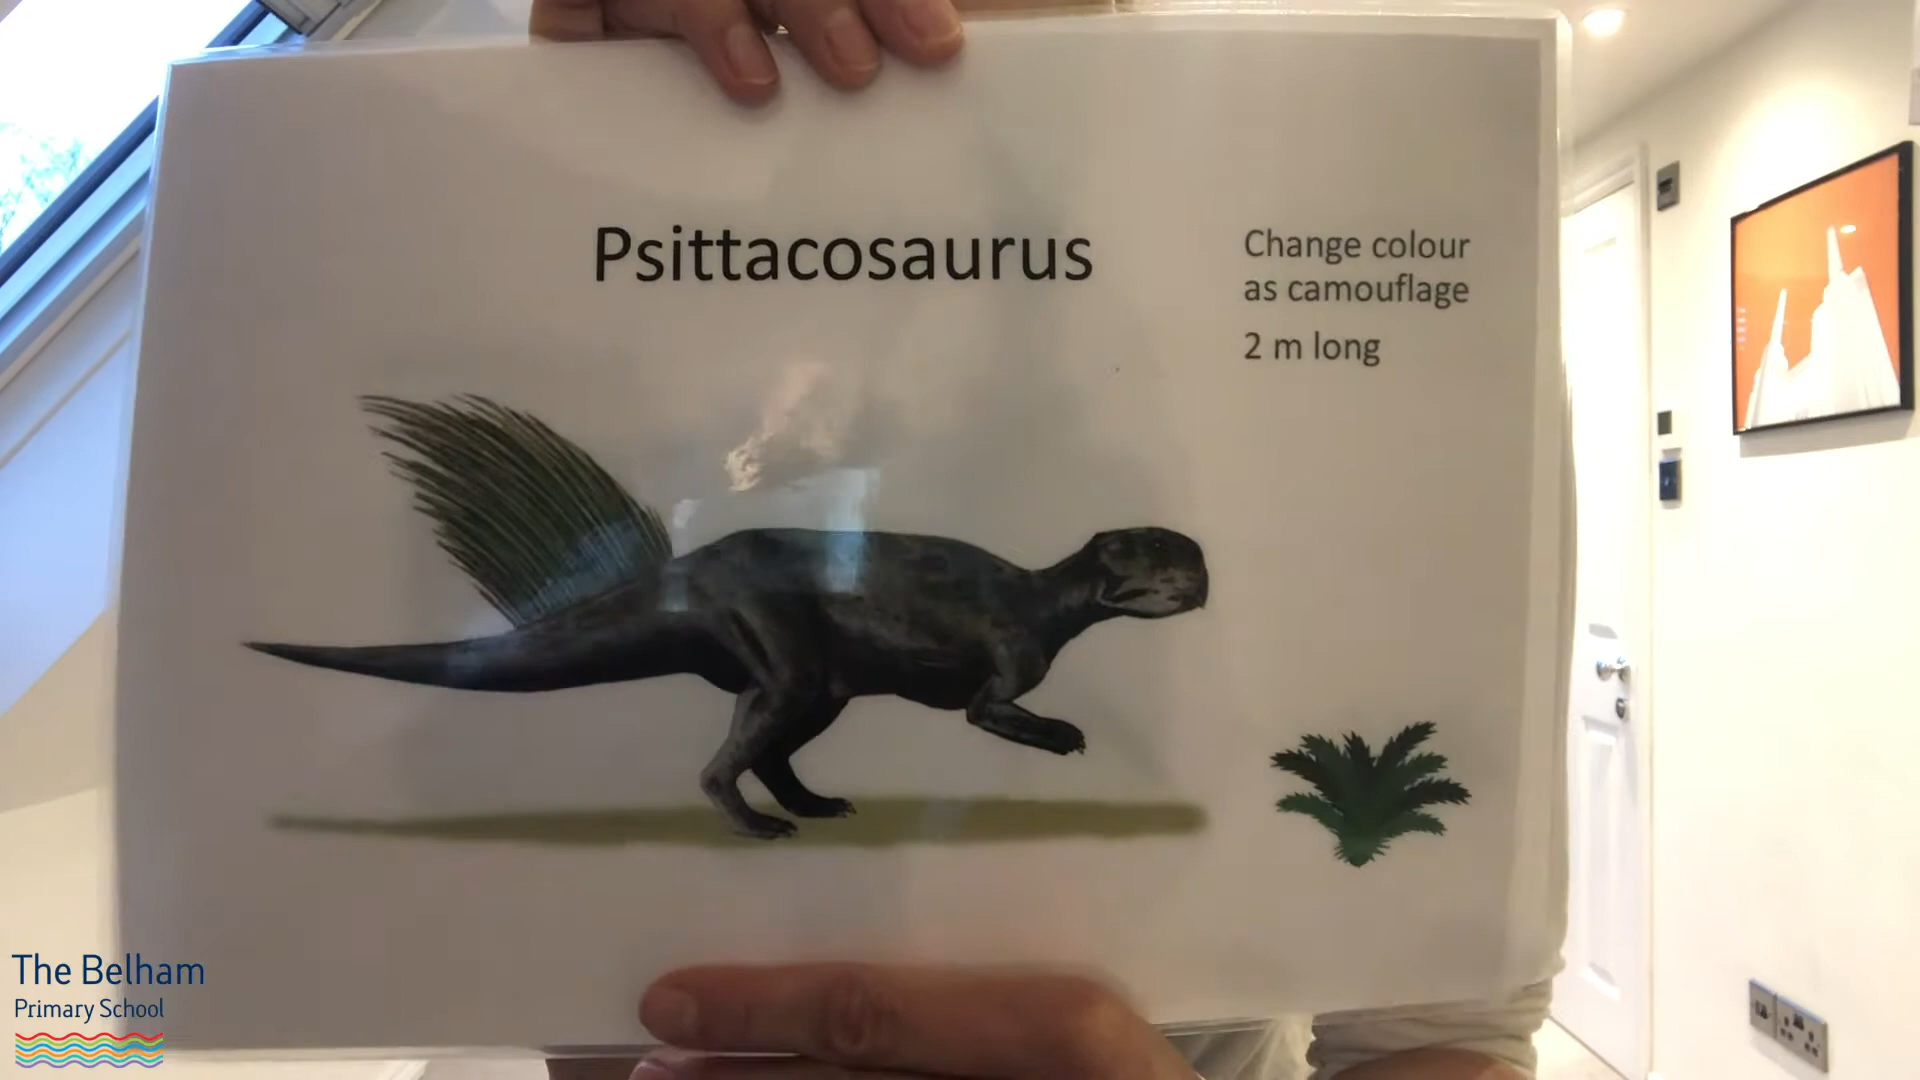 Psittacosaurus
Change colour
as camouflage
2 m long
The Belham
Primary School